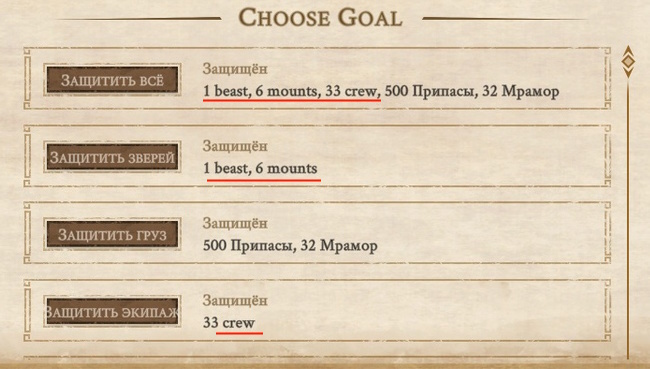 CHOOSE GOAL
ЗАЩИТИТЬ ВСЁ
Защищён
1 beast, 6 mounts, 33 crew, 500 Припасы, 32 Мрамор
ЗАЩИТИТЬ ЗВЕРЕЙ
Защищён
1 beast, 6 mounts
ЗАЩИТИТЬ ГРУЗ
Защищён
500 Припасы, 32 Мрамор
ЗАЩИТИТЬ ЭКИПАЖ
Защищён
33 crew